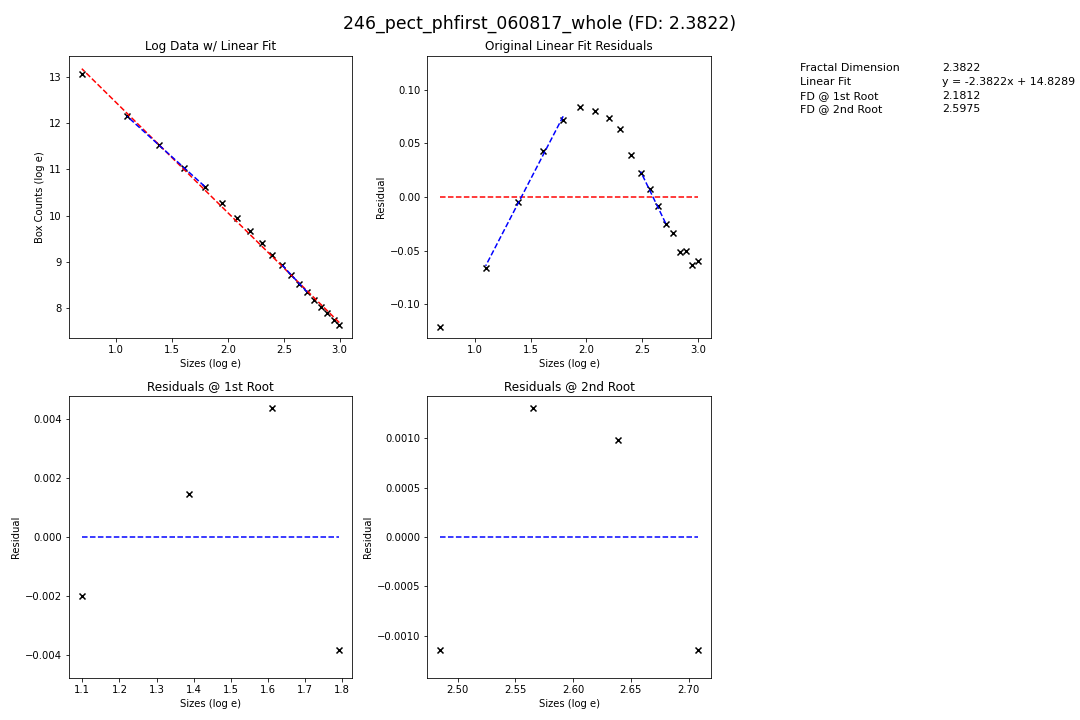 246_pect_phfirst_060817_whole (FD: 2.3822)
Log Data w/ Linear Fit
13
12
11
10
9
8
Box Counts (log e)
1.0 1.5 2.0 2.5 3.0
Sizes (log e)
Original Linear Fit Residuals
0.10
0.05
0.00
−0.05
−0.10
Residual
1.0 1.5 2.0 2.5 3.0
Sizes (log e)
Fractal Dimension 2.3822
Linear Fit y = -2.3822x + 14.8289
FD @ 1st Root 2.1812
FD @ 2nd Root 2.5975
Residuals @ 1st Root
0.004
0.002
0.000
−0.002
−0.004
Residual
1.1 1.2 1.3 1.4 1.5 1.6 1.7 1.8
Sizes (log e)
Residuals @ 2nd Root
0.0010
0.0005
0.0000
−0.0005
−0.0010
Residual
2.50 2.55 2.60 2.65 2.70
Sizes (log e)